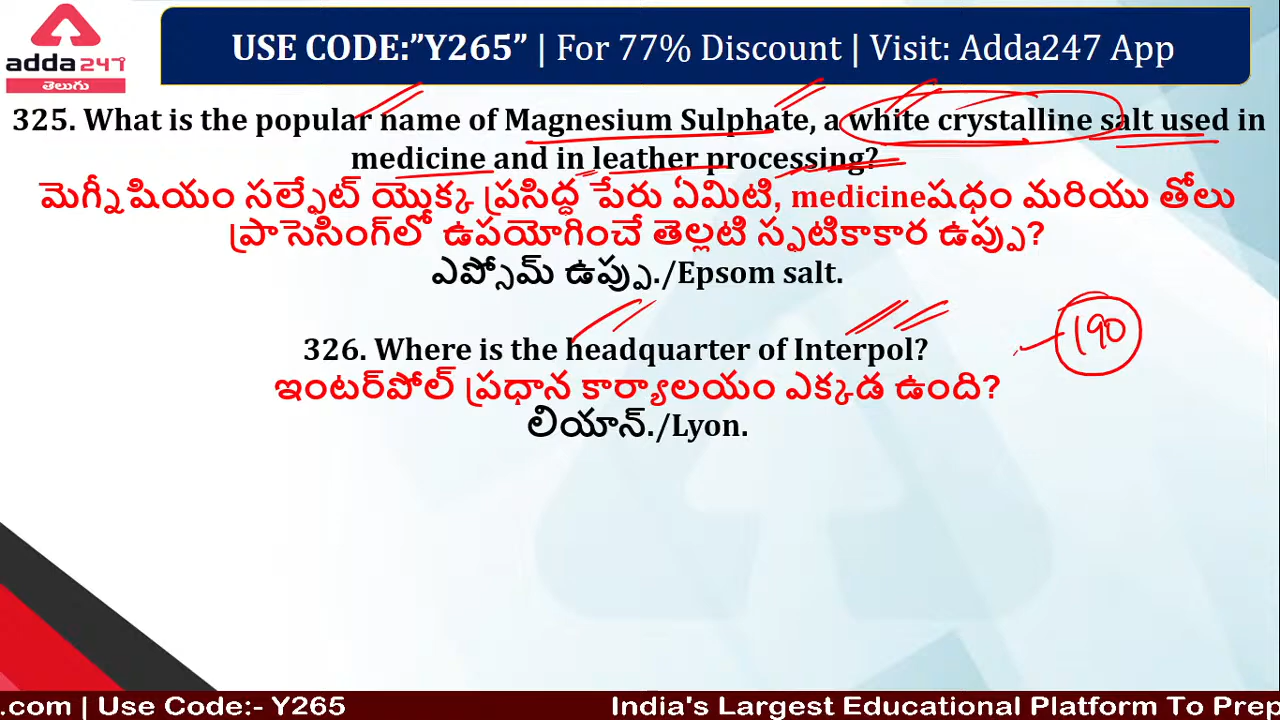 USE CODE:”Y265” | For 77% Discount | Visit: Adda247 App
adda247
తెలుగు
325. What is the popular name of Magnesium Sulphate, a white crystalline salt used in
medicine and in leather processing?
మెగ్నీషియం సల్ఫేట్ యొక్క ప్రసిద్ధ పేరు ఏమిటి, medicineషధం మరియు తోలు
ప్రాసెసింగ్‌లో ఉపయోగించే తెల్లటి స్ఫటికాకార ఉప్పు?
ఎప్సోమ్ ఉప్పు./Epsom salt.
326. Where is the headquarter of Interpol?
190
ఇంటర్‌పోల్ ప్రధాన కార్యాలయం ఎక్కడ ఉంది?
లియాన్./Lyon.
.com | Use Code:- Y265 India's Largest Educational Platform To Prep